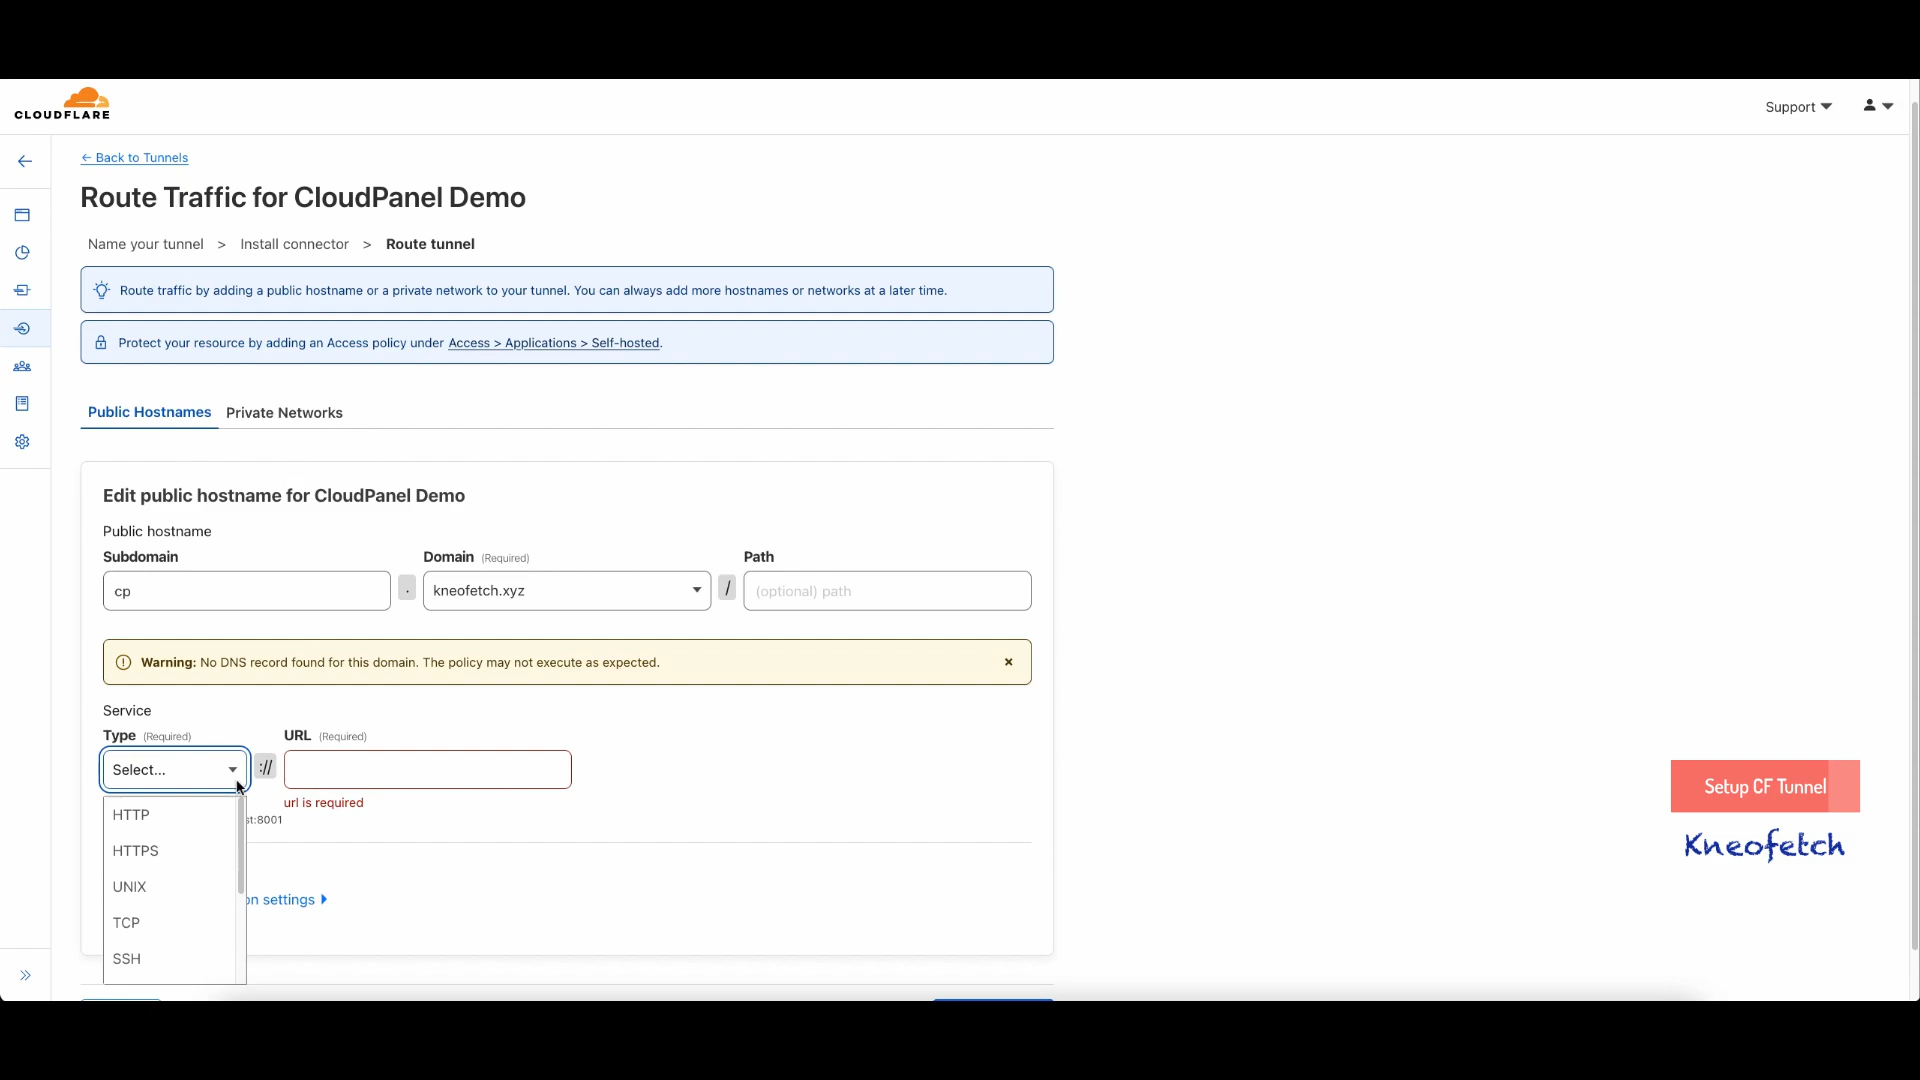 CLOUDFLARE
Support
← Back to Tunnels
Route Traffic for CloudPanel Demo
Name your tunnel > Install connector > Route tunnel
Route traffic by adding a public hostname or a private network to your tunnel. You can always add more hostnames or networks at a later time.
Protect your resource by adding an Access policy under Access > Applications > Self-hosted.
Public Hostnames Private Networks
Edit public hostname for CloudPanel Demo
Public hostname
Subdomain Domain (Required) Path
cp . kneofetch.xyz / (optional) path
Warning: No DNS record found for this domain. The policy may not execute as expected. ×
Service
Type (Required) URL (Required)
Select... ://
url is required
st:8001
HTTP
HTTPS
UNIX
TCP
SSH
on settings
Setup CF Tunnel
Kneofetch